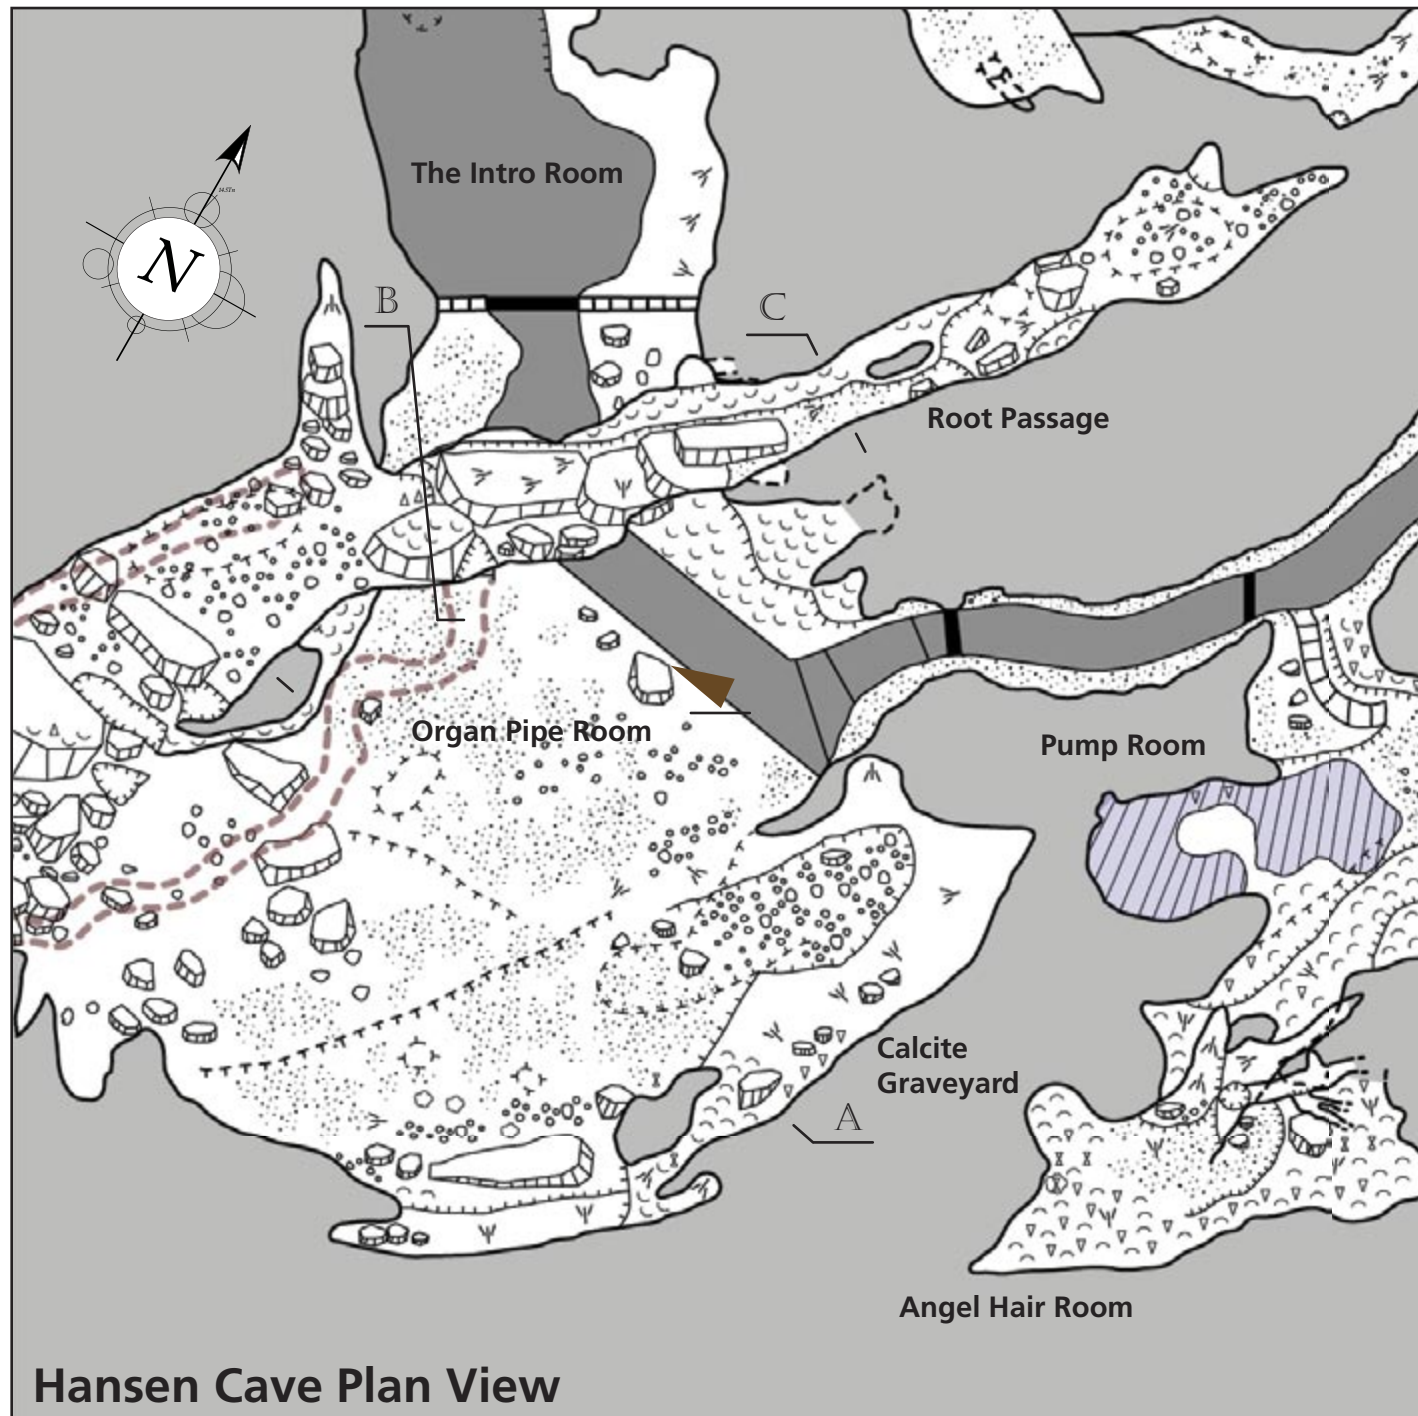 The Intro Room
N
B
C
Root Passage
Organ Pipe Room
Pump Room
Calcite
Graveyard
A
Angel Hair Room
Hansen Cave Plan View